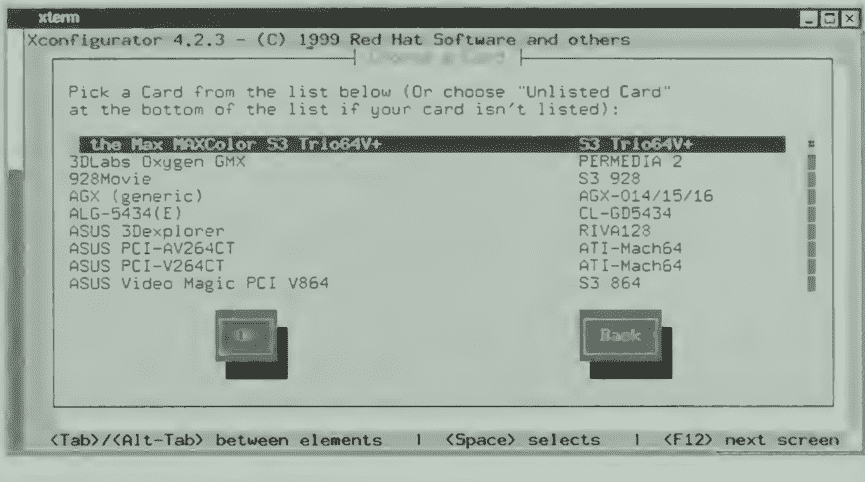 xterm
Xconfigurator 4.2.3 - (C) 1999 Red Hat Software and others
Choose a Card
Pick a Card from the list below (Or choose "Unlisted Card"
at the bottom of the list if your card isn't listed):
the Max MAXColor S3 Trio64V+ S3 Trio64V+
3DLabs Oxygen GMX PERMEDIA 2
928Movie S3 928
AGX (generic) AGX-014/15/16
ALG-5434(E) CL-GD5434
ASUS 3Dexplorer RIVA128
ASUS PCI-AV264CT ATI-Mach64
ASUS PCI-V264CT ATI-Mach64
ASUS Video Magic PCI V864 S3 864
Ok Back
<Tab>/<Alt-Tab> between elements | <Space> selects | <F12> next screen